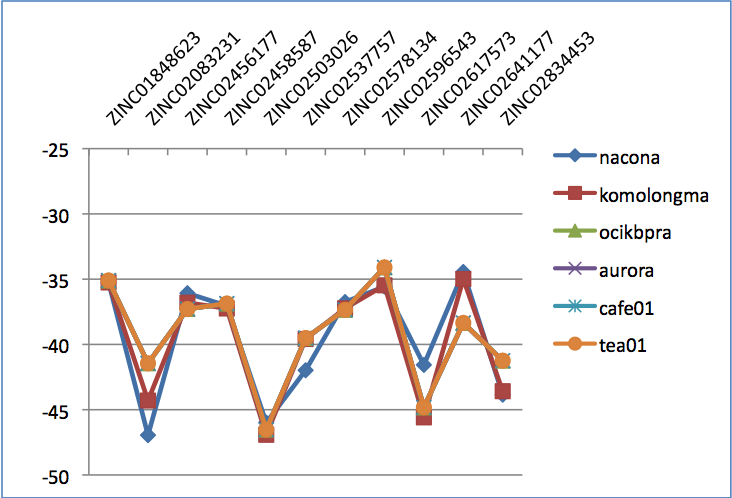 ZINC01848623
ZINC02083231
ZINC02456177
ZINC02458587
ZINC02503026
ZINC02537757
ZINC02578134
ZINC02596543
ZINC02617573
ZINC02641177
ZINC02834453
-25
-30
-35
-40
-45
-50
nacona
komolongma
ocikbpra
aurora
cafe01
tea01